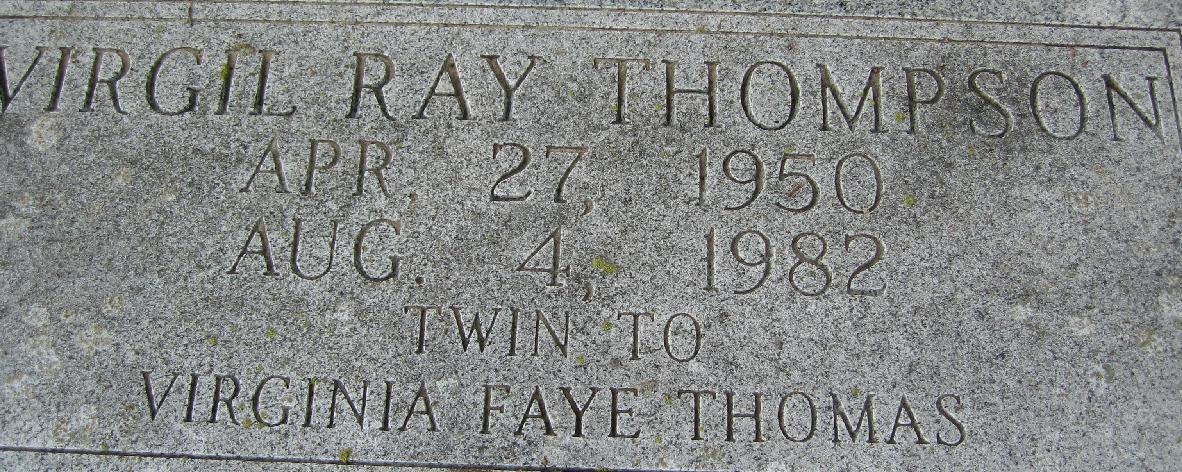 VIRGIL RAY THOMPSON
APR. 27, 1950
AUG. 4, 1982
TWIN TO
VIRGINIA FAYE THOMAS